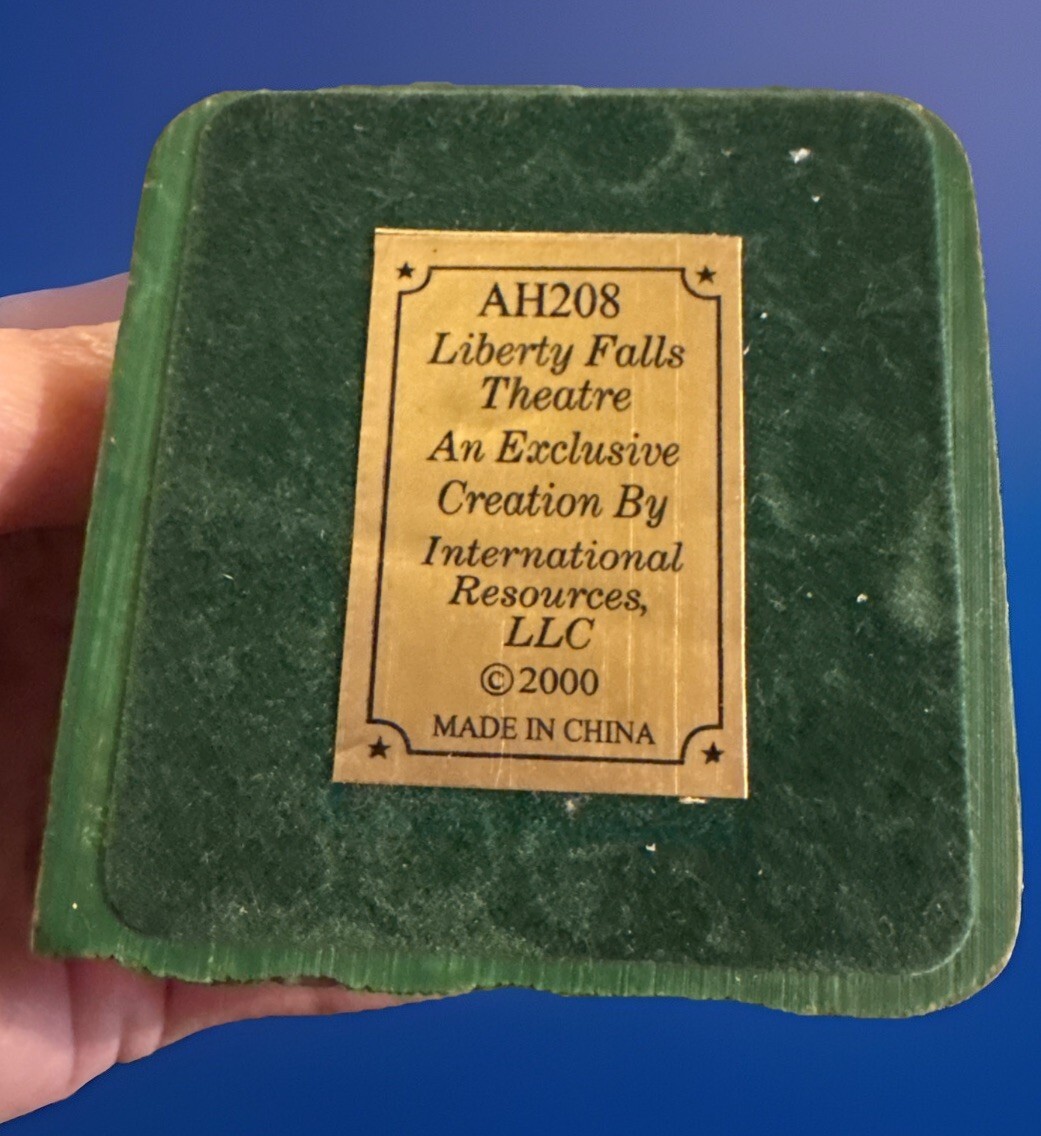 AH208
Liberty Falls
Theatre
An Exclusive
Creation By
International
Resources,
LLC
©2000
MADE IN CHINA